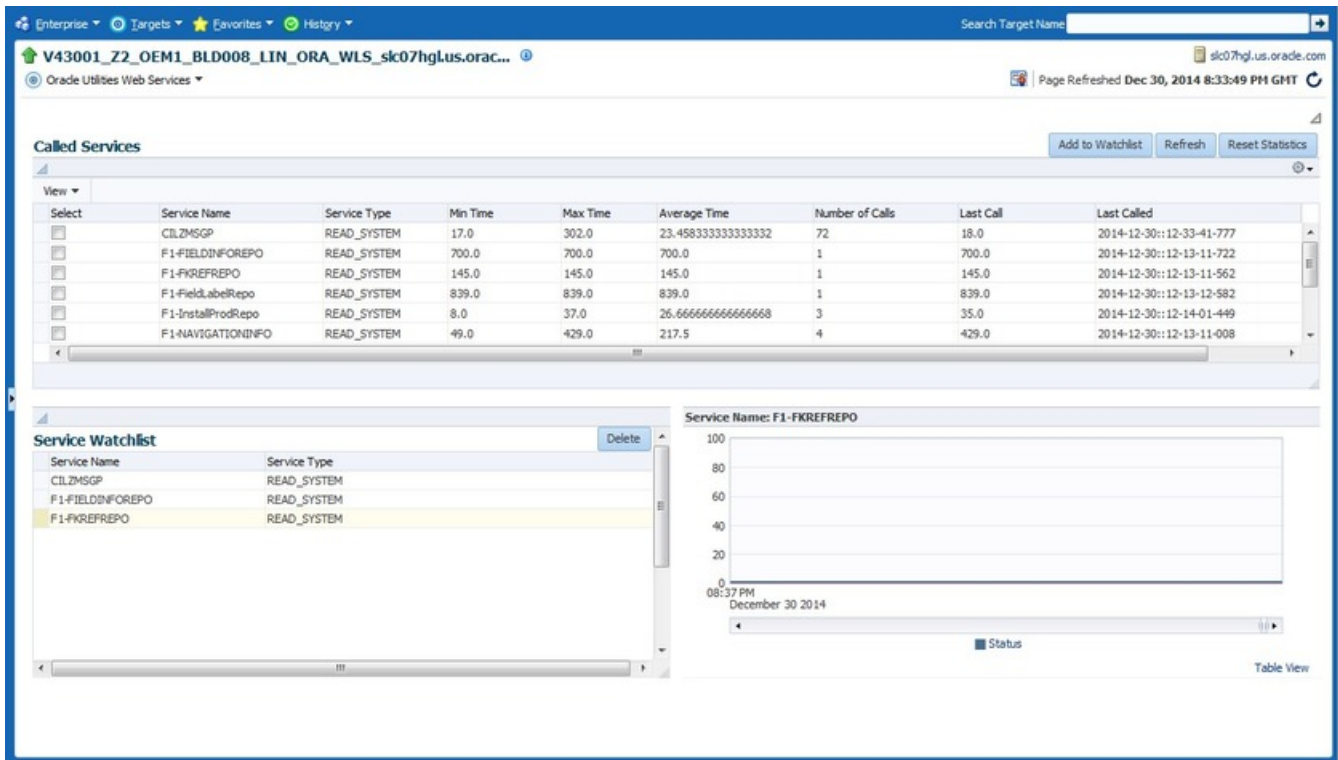 Enterprise Targets Favorites History Search Target Name
V43001_Z2_OEM1_BLD008_LIN_ORA_WLS_slc07hgl.us.orac... slc07hgl.us.oracle.com
Oracle Utilities Web Services Page Refreshed Dec 30, 2014 8:33:49 PM GMT
Called Services Add to Watchlist Refresh Reset Statistics
View
Select Service Name Service Type Min Time Max Time Average Time Number of Calls Last Call Last Called
CILZMSGP READ_SYSTEM 17.0 302.0 23.458333333333332 72 18.0 2014-12-30::12-33-41-777
F1-FIELDINFOREPO READ_SYSTEM 700.0 700.0 700.0 1 700.0 2014-12-30::12-13-11-722
F1-FKREFREPO READ_SYSTEM 145.0 145.0 145.0 1 145.0 2014-12-30::12-13-11-562
F1-FieldLabelRepo READ_SYSTEM 839.0 839.0 839.0 1 839.0 2014-12-30::12-13-12-582
F1-InstallProdRepo READ_SYSTEM 8.0 37.0 26.666666666666668 3 35.0 2014-12-30::12-14-01-449
F1-NAVIGATIONINFO READ_SYSTEM 49.0 429.0 217.5 4 429.0 2014-12-30::12-13-11-008
Service Watchlist Delete
Service Name Service Type
CILZMSGP READ_SYSTEM
F1-FIELDINFOREPO READ_SYSTEM
F1-FKREFREPO READ_SYSTEM
Service Name: F1-FKREFREPO
100
80
60
40
20
0
08:37 PM
December 30 2014
Status
Table View